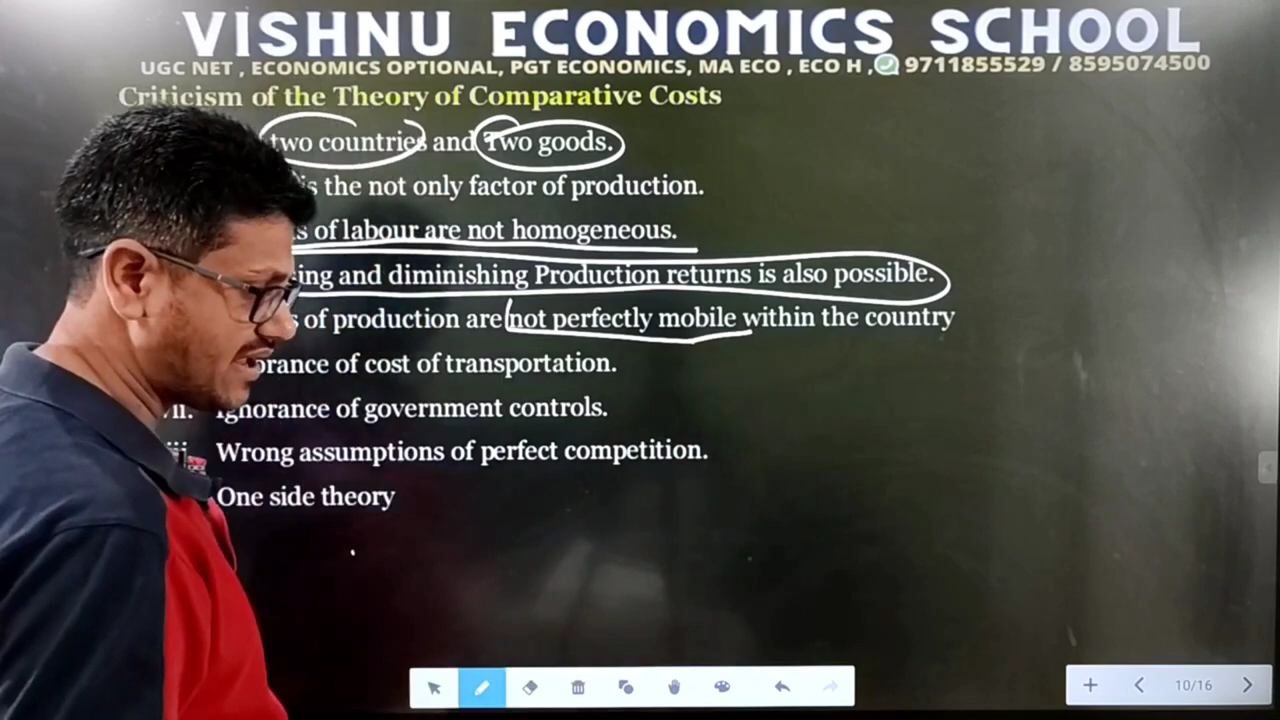 VISHNU ECONOMICS SCHOOL
UGC NET , ECONOMICS OPTIONAL, PGT ECONOMICS, MA ECO , ECO H , 9711855529 / 8595074500
Criticism of the Theory of Comparative Costs
two countries and Two goods.
is the not only factor of production.
of labour are not homogeneous.
and diminishing Production returns is also possible.
of production are not perfectly mobile within the country
of cost of transportation.
vii. Ignorance of government controls.
Wrong assumptions of perfect competition.
One side theory
10/16